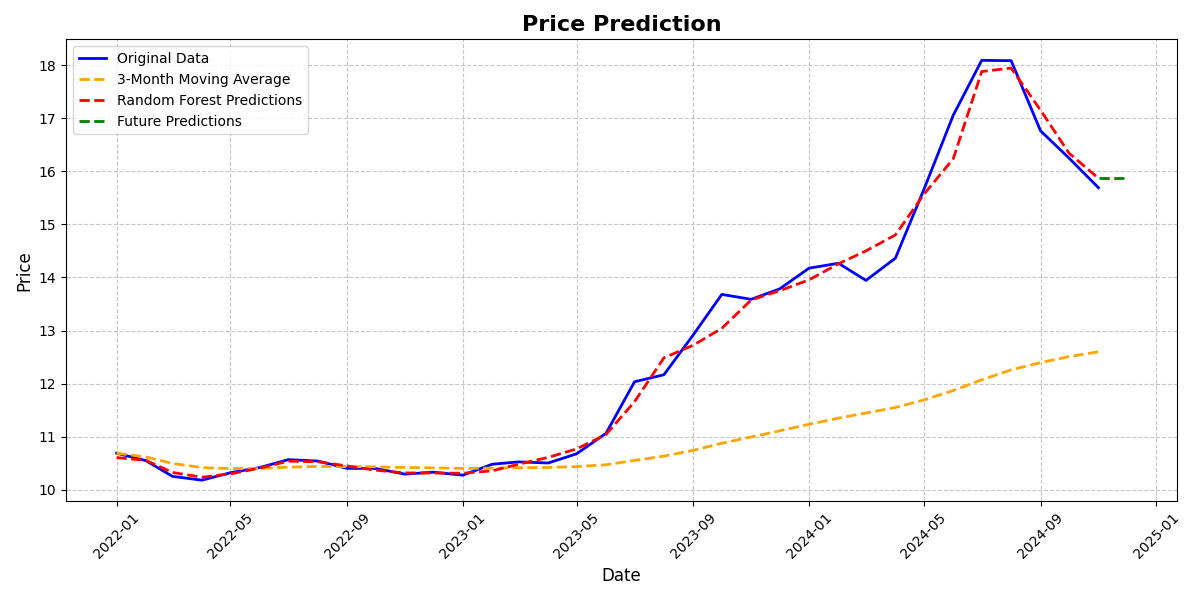 Price Prediction
Original Data
3-Month Moving Average
Random Forest Predictions
Future Predictions
18
17
16
15
14
13
12
11
10
Price
2022-01
2022-05
2022-09
2023-01
2023-05
2023-09
2024-01
2024-05
2024-09
2025-01
Date